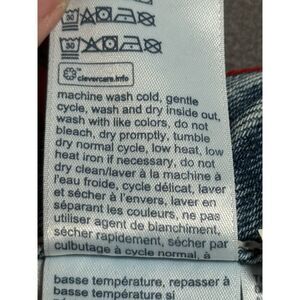 30
30
clevercare.info
machine wash cold, gentle
cycle, wash and dry inside out,
wash with like colors, do not
bleach, dry promptly, tumble
dry normal cycle, low heat, low
heat iron if necessary, do not
dry clean/laver à la machine à
l'eau froide, cycle délicat, laver
et sécher à l'envers, laver en
séparant les couleurs, ne pas
utiliser agent de blanchiment,
sécher rapidement, sécher par
culbutage à cycle normal, à
basse température, repasser à
basse température si